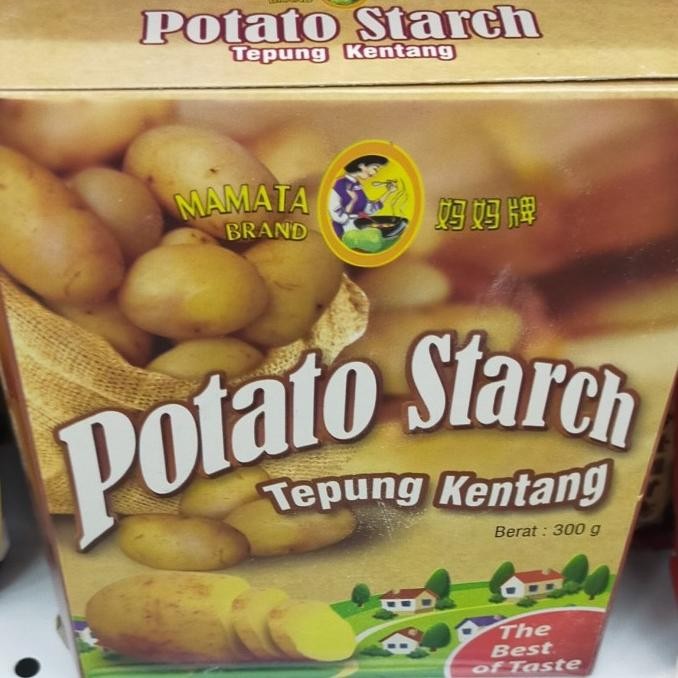 Potato Starch
Tepung Kentang
MAMATA
BRAND
妈妈牌
Potato Starch
Tepung Kentang
Berat : 300 g
The
Best
of Taste